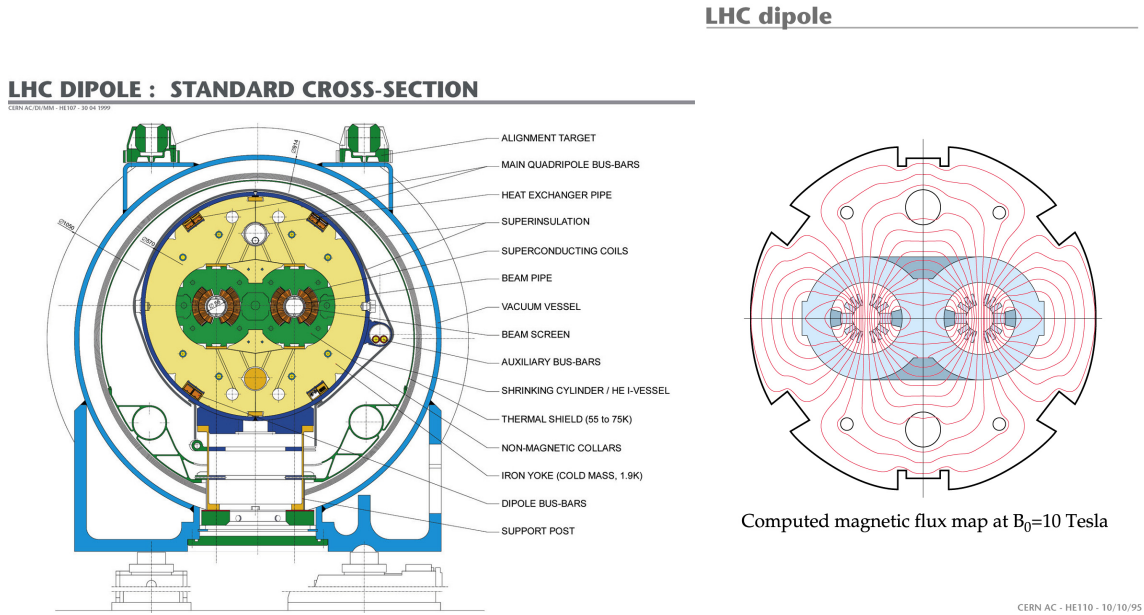 LHC dipole
LHC DIPOLE : STANDARD CROSS-SECTION
CERN AC/DI/MM - HE107 - 30 04 1999
ALIGNMENT TARGET
MAIN QUADRIPOLE BUS-BARS
HEAT EXCHANGER PIPE
SUPERINSULATION
SUPERCONDUCTING COILS
BEAM PIPE
VACUUM VESSEL
BEAM SCREEN
AUXILIARY BUS-BARS
SHRINKING CYLINDER / HE I-VESSEL
THERMAL SHIELD (55 to 75K)
NON-MAGNETIC COLLARS
IRON YOKE (COLD MASS, 1.9K)
DIPOLE BUS-BARS
SUPPORT POST
∅914
∅1050
∅570
Computed magnetic flux map at B₀=10 Tesla
CERN AC - HE110 - 10/10/95